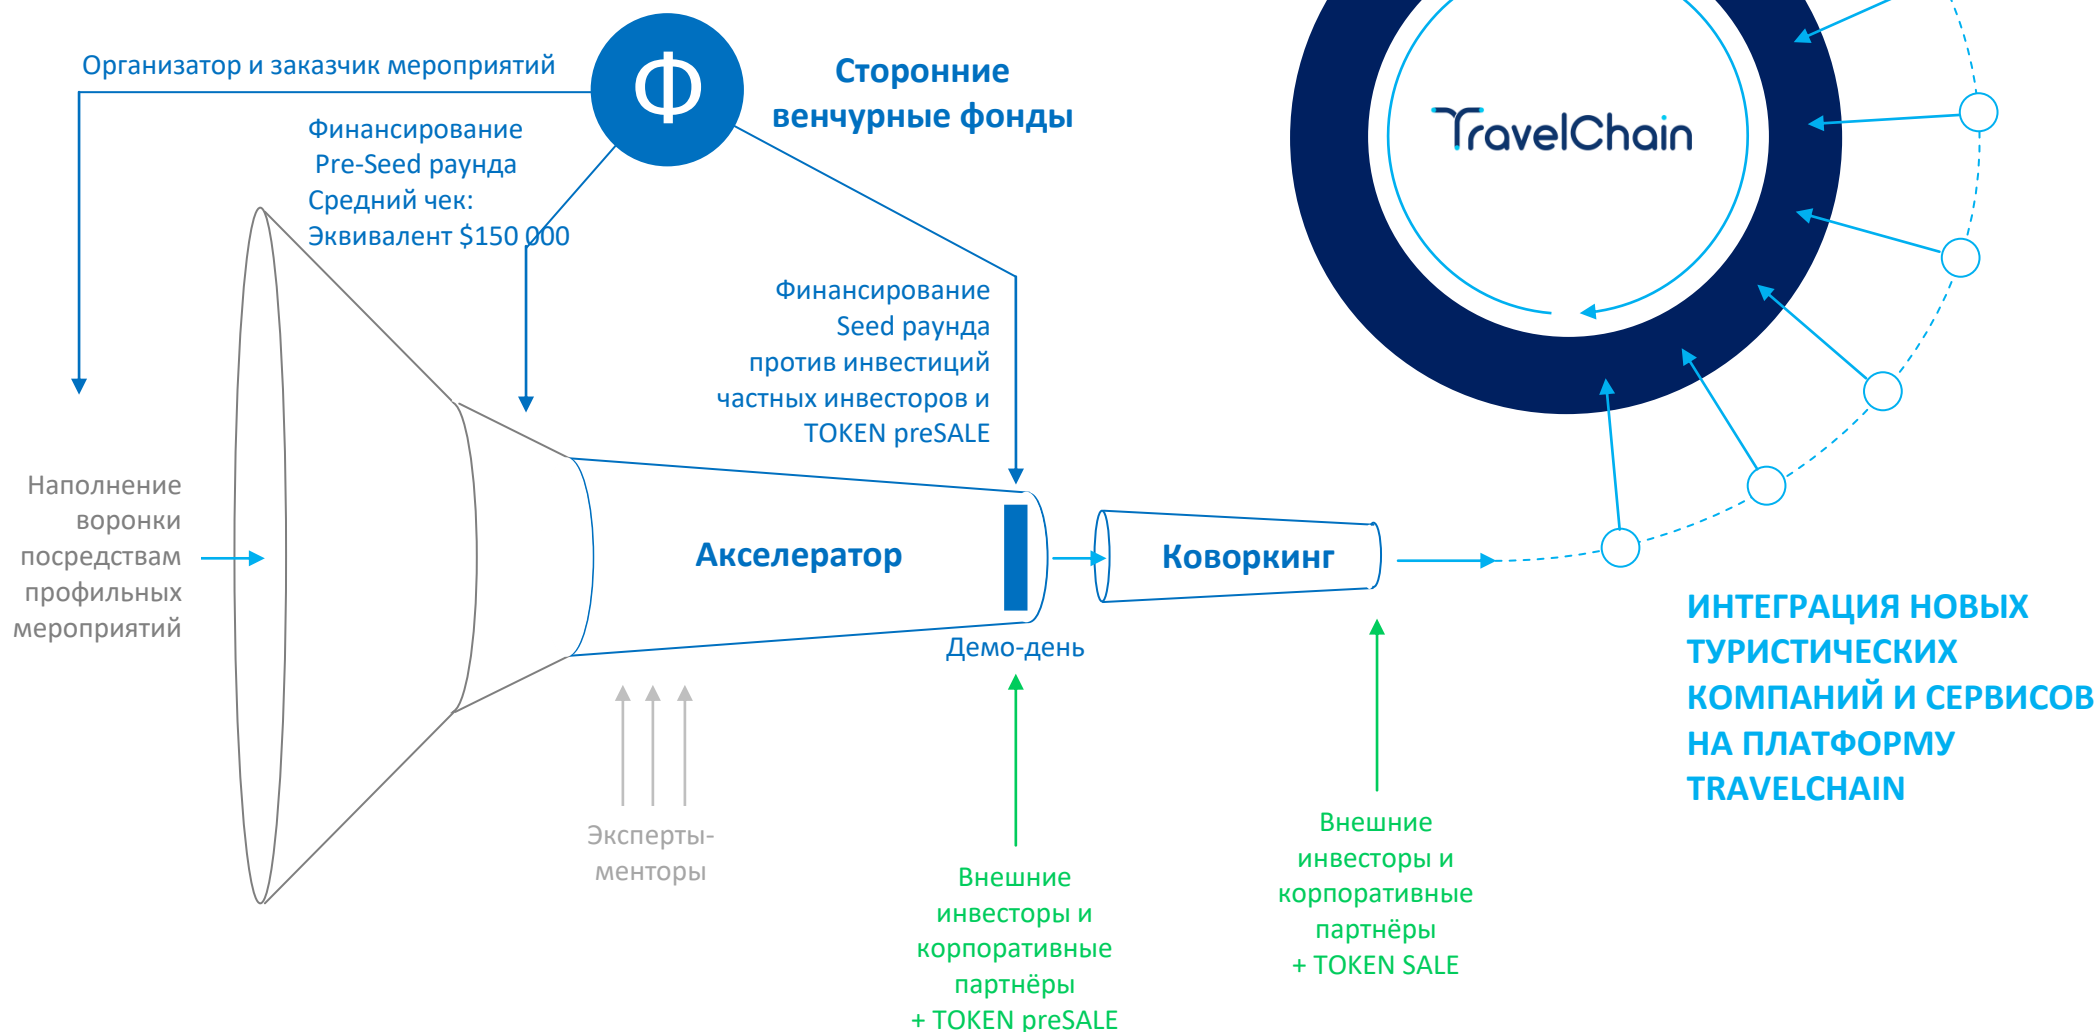 Организатор и заказчик мероприятий
Ф
Сторонние
венчурные фонды
TravelChain
Финансирование
Pre-Seed раунда
Средний чек:
Эквивалент $150 000
Финансирование
Seed раунда
против инвестиций
частных инвесторов и
TOKEN preSALE
Наполнение
воронки
посредствам
профильных
мероприятий
Акселератор
Коворкинг
Демо-день
ИНТЕГРАЦИЯ НОВЫХ
ТУРИСТИЧЕСКИХ
КОМПАНИЙ И СЕРВИСОВ
НА ПЛАТФОРМУ
TRAVELCHAIN
Эксперты-
менторы
Внешние
инвесторы и
корпоративные
партнёры
+ TOKEN preSALE
Внешние
инвесторы и
корпоративные
партнёры
+ TOKEN SALE